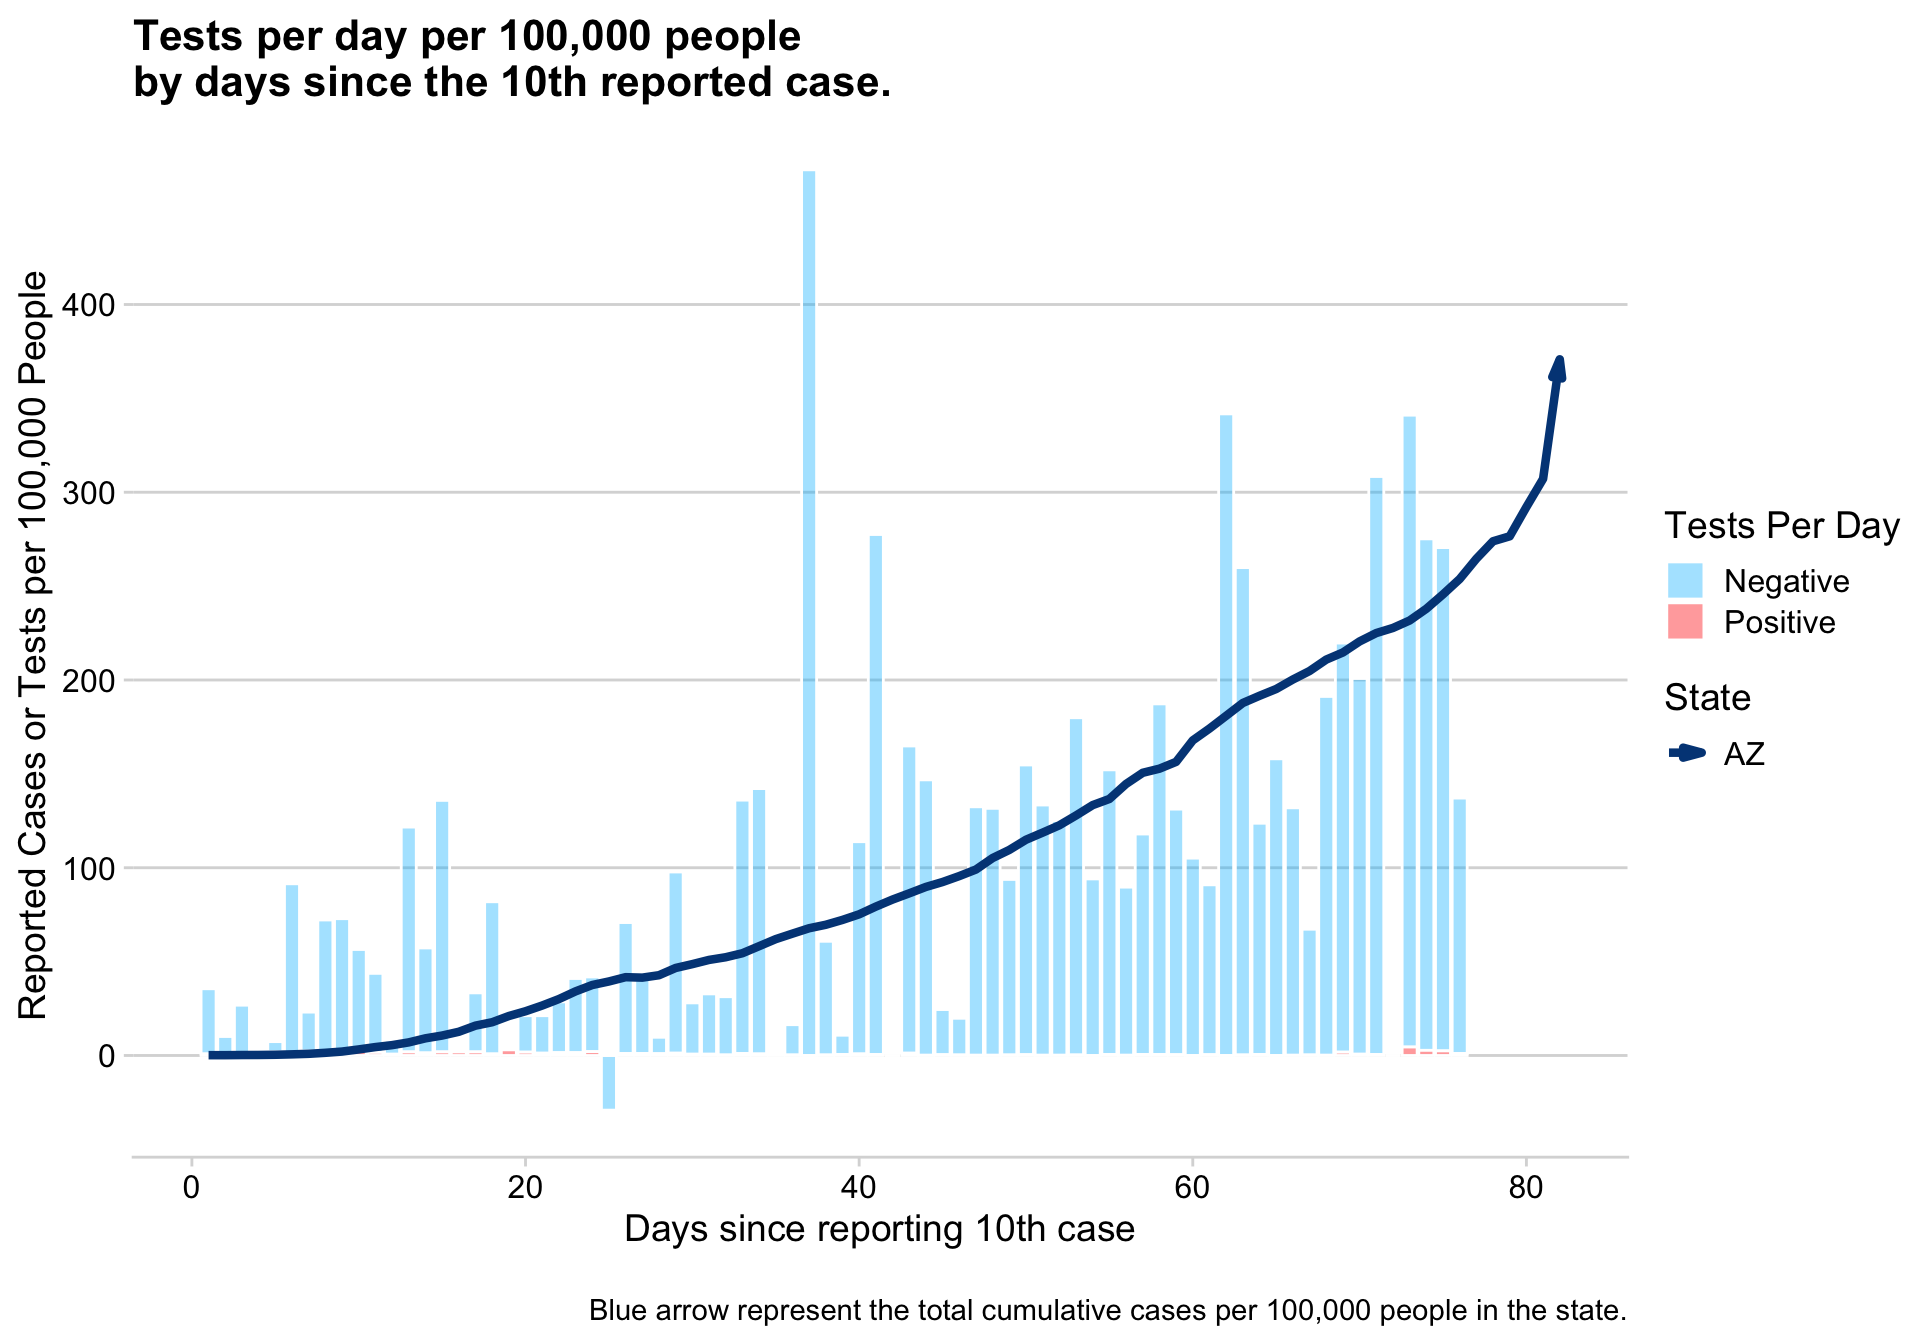 Tests per day per 100,000 people
by days since the 10th reported case.
Reported Cases or Tests per 100,000 People
400
300
200
100
0
0 20 40 60 80
Days since reporting 10th case
Tests Per Day
Negative
Positive
State
AZ
Blue arrow represent the total cumulative cases per 100,000 people in the state.